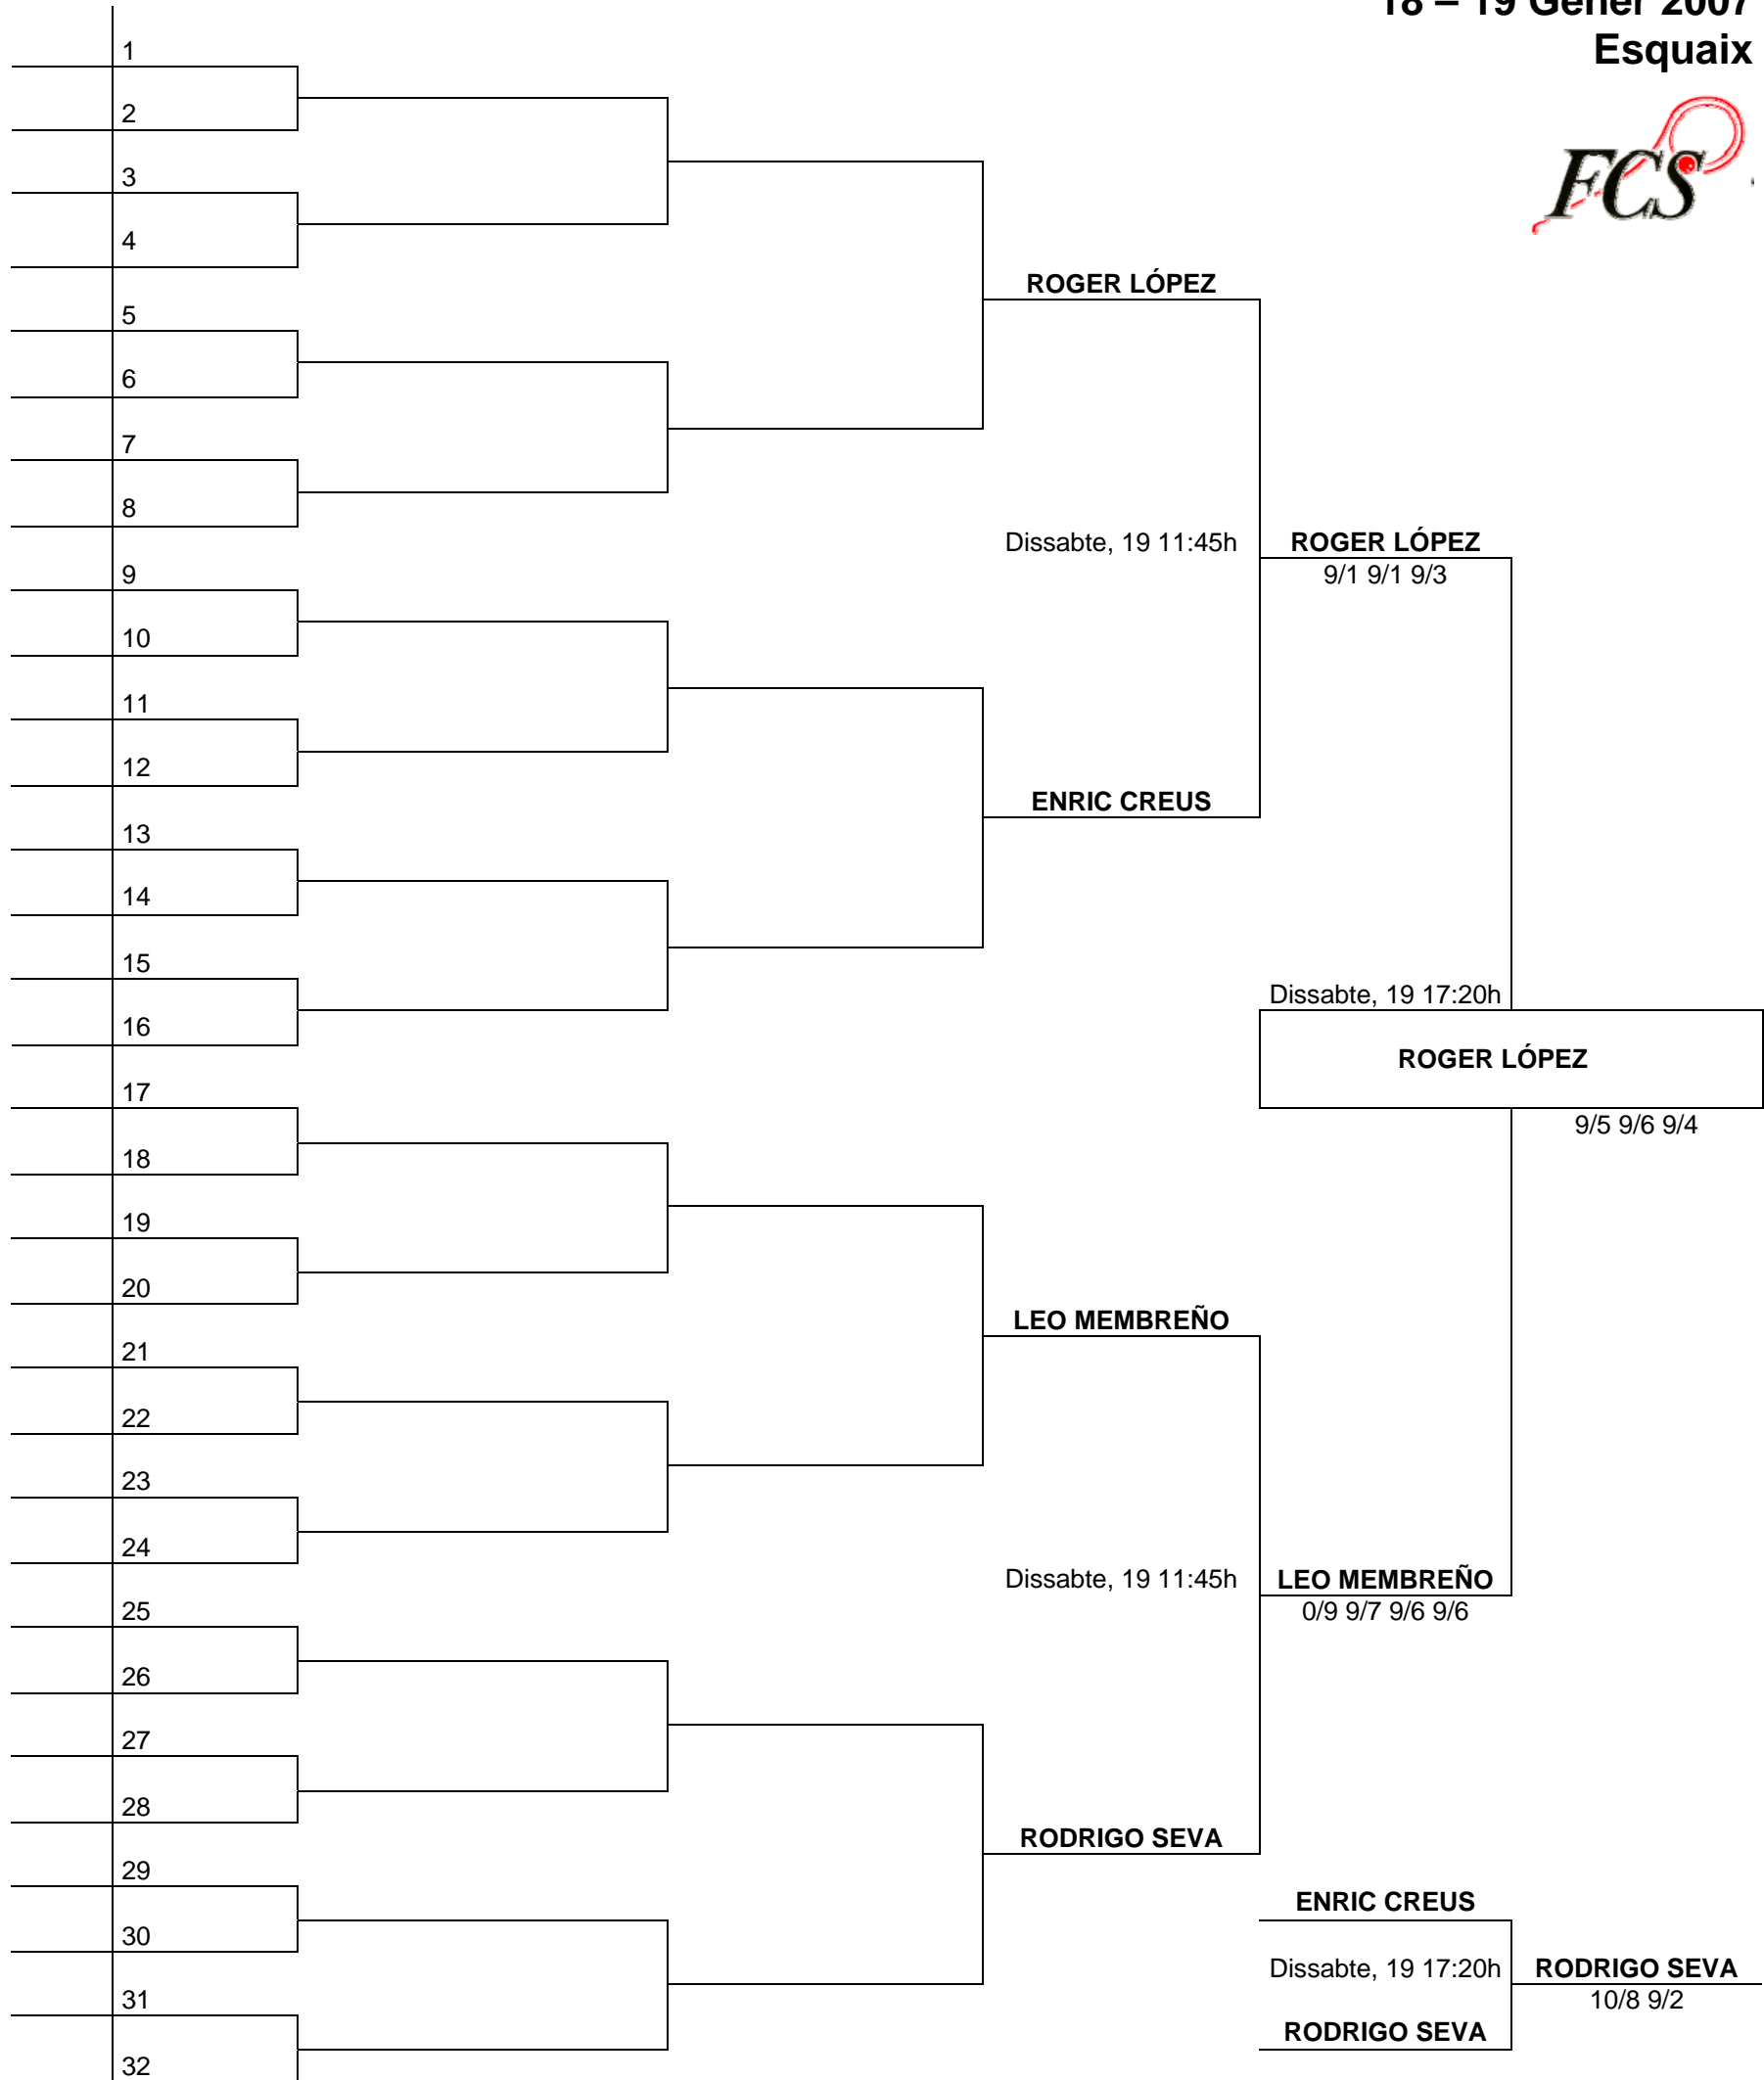 18 – 19 Gener 2007
Esquaix
FCS
1
2
3
4
ROGER LÓPEZ
5
6
7
8
Dissabte, 19 11:45h ROGER LÓPEZ
9 9/1 9/1 9/3
10
11
12
ENRIC CREUS
13
14
15
Dissabte, 19 17:20h
16
ROGER LÓPEZ
17
9/5 9/6 9/4
18
19
20
LEO MEMBREÑO
21
22
23
24
Dissabte, 19 11:45h LEO MEMBREÑO
25 0/9 9/7 9/6 9/6
26
27
28
RODRIGO SEVA
29
ENRIC CREUS
30
Dissabte, 19 17:20h RODRIGO SEVA
31 10/8 9/2
RODRIGO SEVA
32